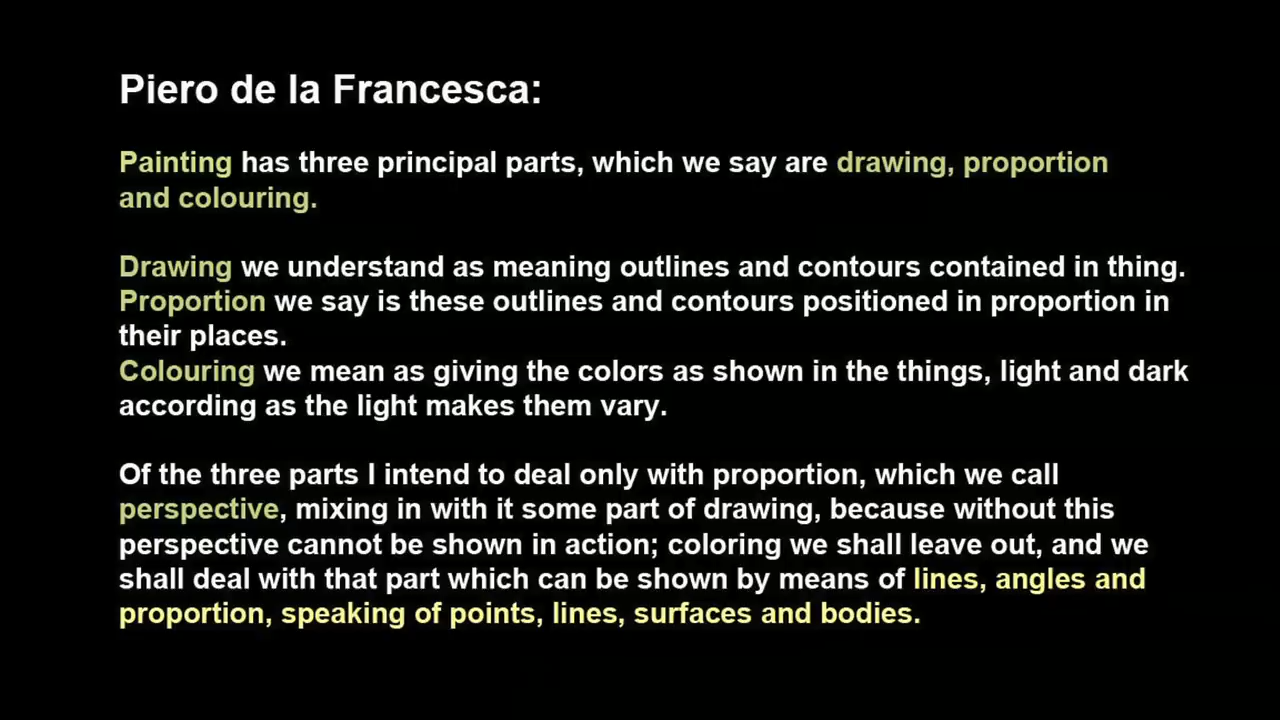 Piero de la Francesca:
Painting has three principal parts, which we say are drawing, proportion
and colouring.
Drawing we understand as meaning outlines and contours contained in thing.
Proportion we say is these outlines and contours positioned in proportion in
their places.
Colouring we mean as giving the colors as shown in the things, light and dark
according as the light makes them vary.
Of the three parts I intend to deal only with proportion, which we call
perspective, mixing in with it some part of drawing, because without this
perspective cannot be shown in action; coloring we shall leave out, and we
shall deal with that part which can be shown by means of lines, angles and
proportion, speaking of points, lines, surfaces and bodies.